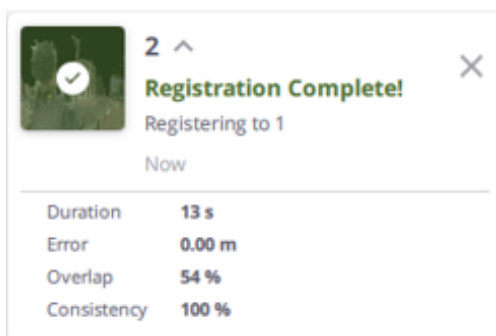 2
Registration Complete!
Registering to 1
Now
Duration 13 s
Error 0.00 m
Overlap 54 %
Consistency 100 %